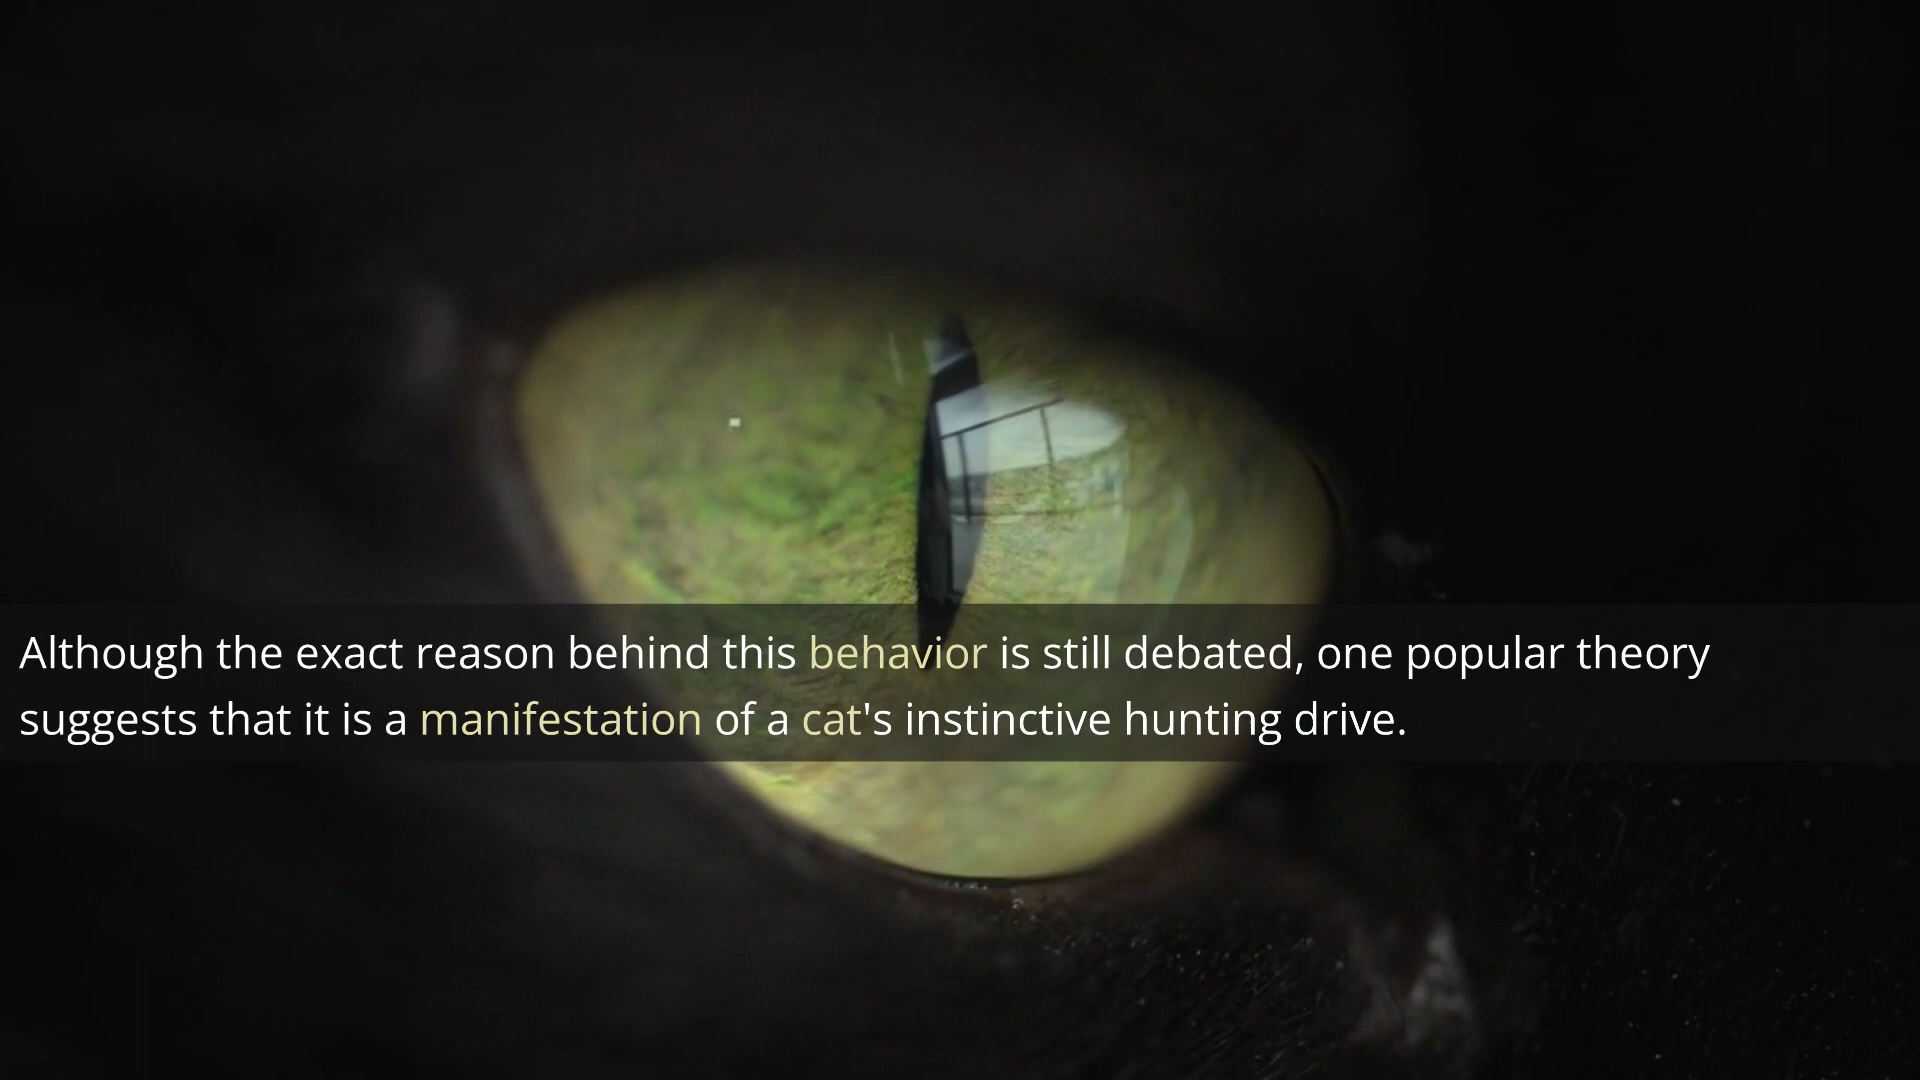 Although the exact reason behind this behavior is still debated, one popular theory
suggests that it is a manifestation of a cat's instinctive hunting drive.